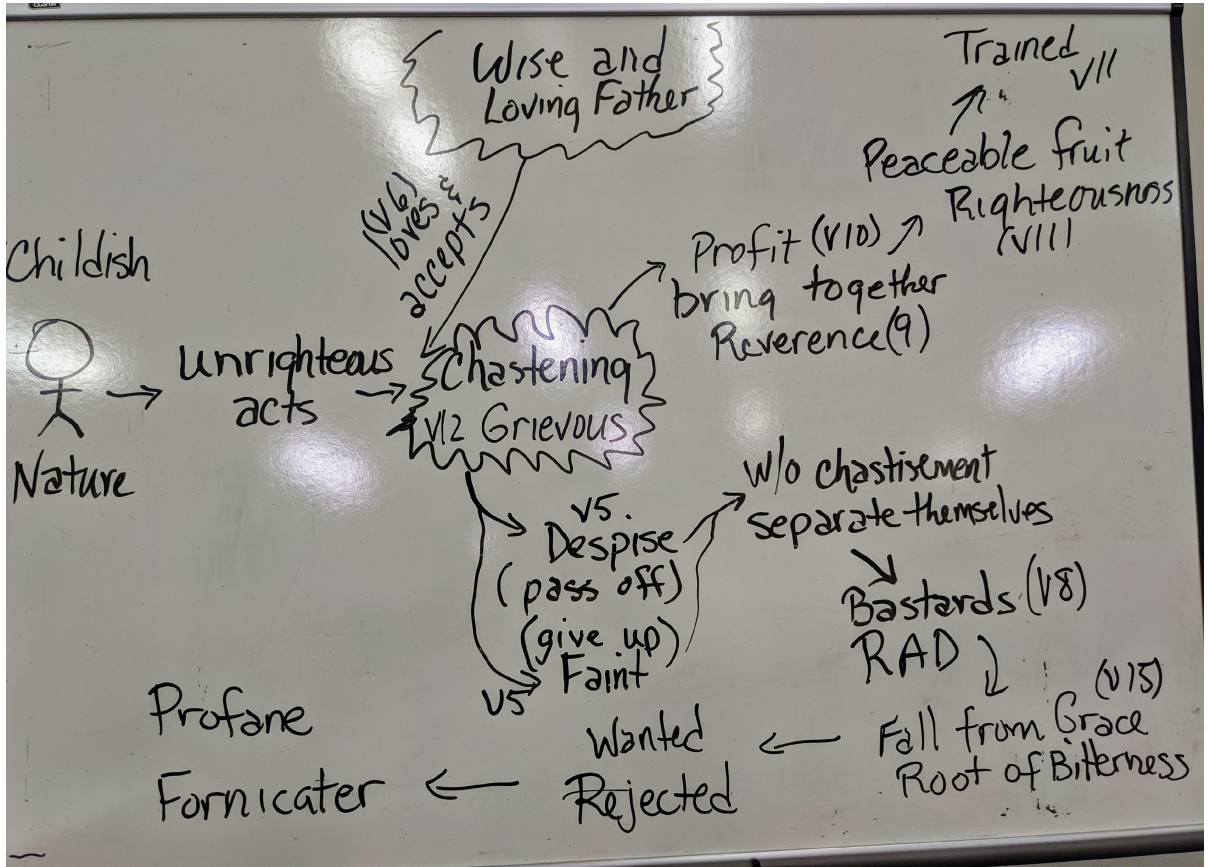 Wise and
Loving Father
(V6)
loves &
accepts
Childish
Nature
unrighteous
acts
Chastening
V12 Grievous
Profit (V10)
bring together
Reverence(9)
Peaceable fruit
Righteousnoss
(V11)
Trained
V11
V5.
Despise
(pass off)
(give up)
Faint
V5
w/o chastisement
separate themselves
Bastards (V8)
RAD
(V15)
Fall from Grace
Root of Bitterness
Wanted
Rejected
Profane
Fornicater